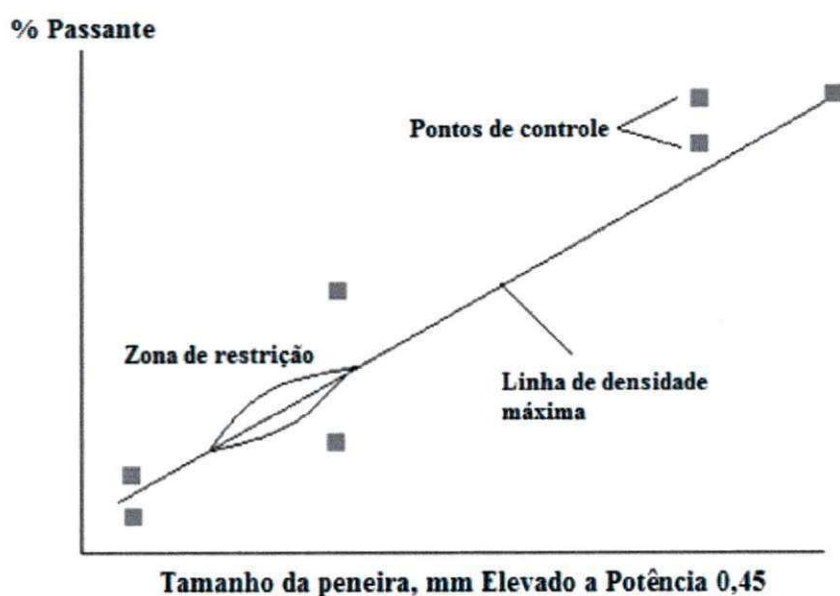 % Passante
Pontos de controle
Zona de restrição
Linha de densidade
máxima
Tamanho da peneira, mm Elevado a Potência 0,45